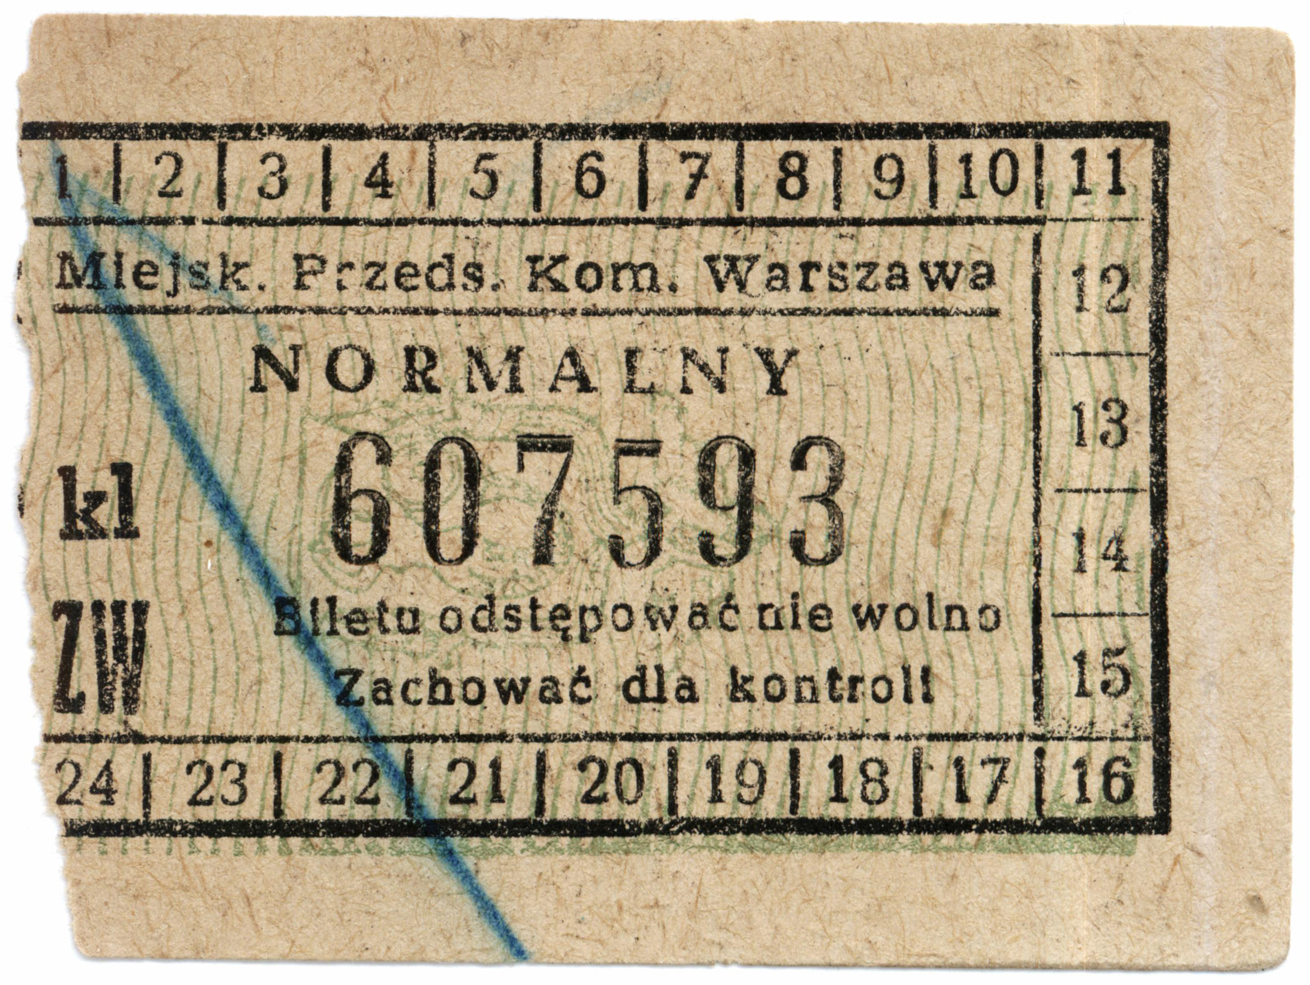 1 2 3 4 5 6 7 8 9 10 11
Miejsk. Przeds. Kom. Warszawa
12
NORMALNY
13
607593
kl
14
Biletu odstępować nie wolno
ZW
Zachować dla kontroli
15
24 23 22 21 20 19 18 17 16